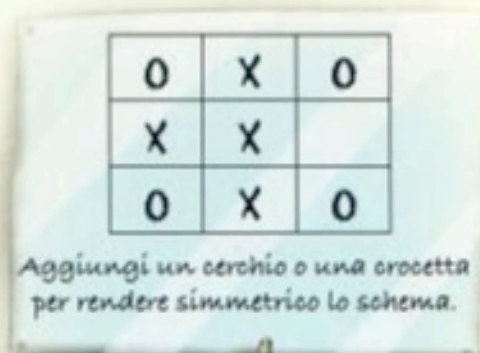 O X O
X X
O X O
Aggiungi un cerchio o una crocetta
per rendere simmetrico lo schema.